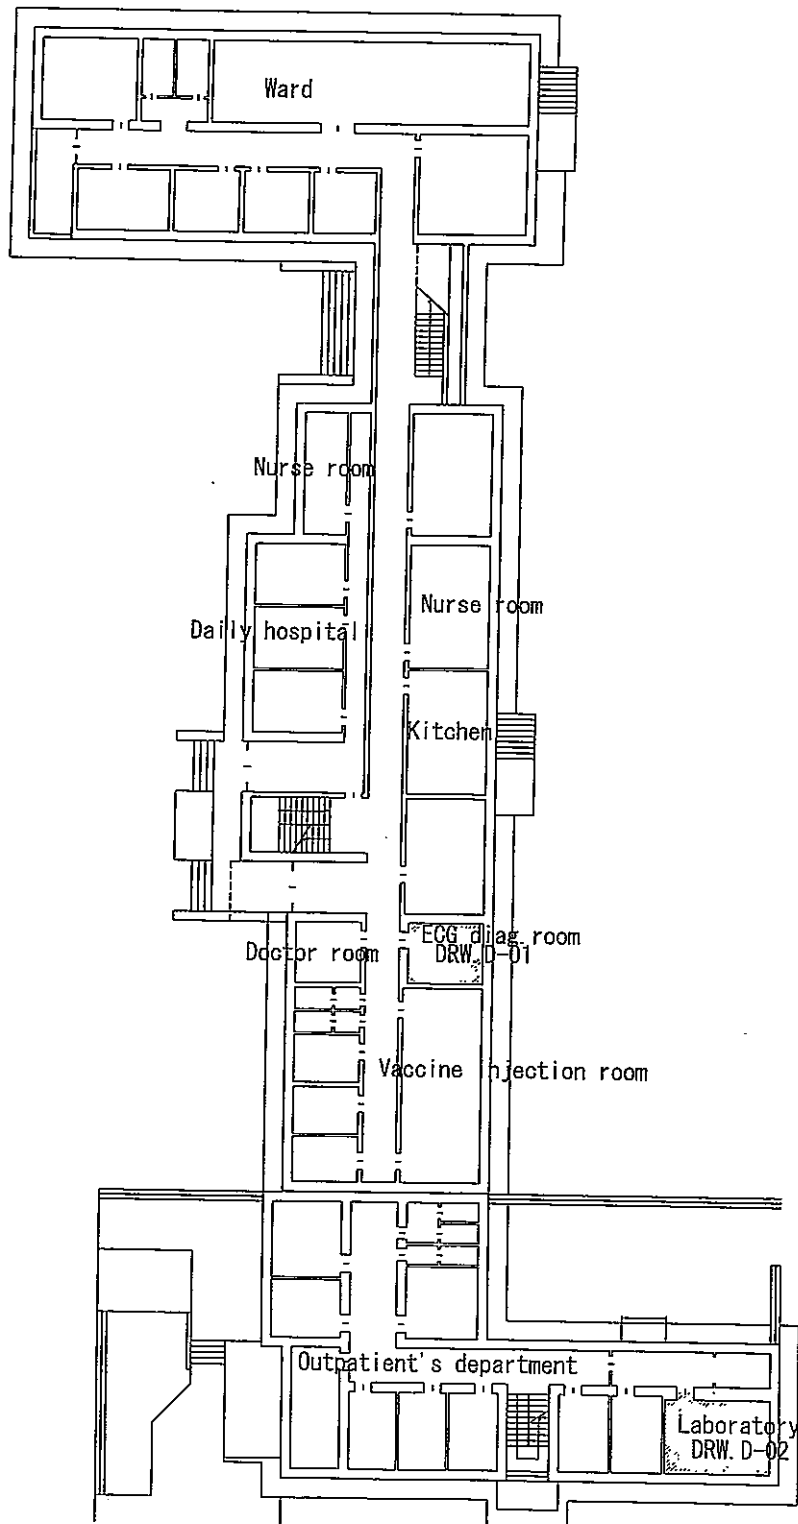 Ward
Nurse room
Nurse room
Daily hospital
Kitchen
ECG diag. room
DRW. D-01
Doctor room
Vaccine injection room
Outpatient's department
Laboratory
DRW. D-02